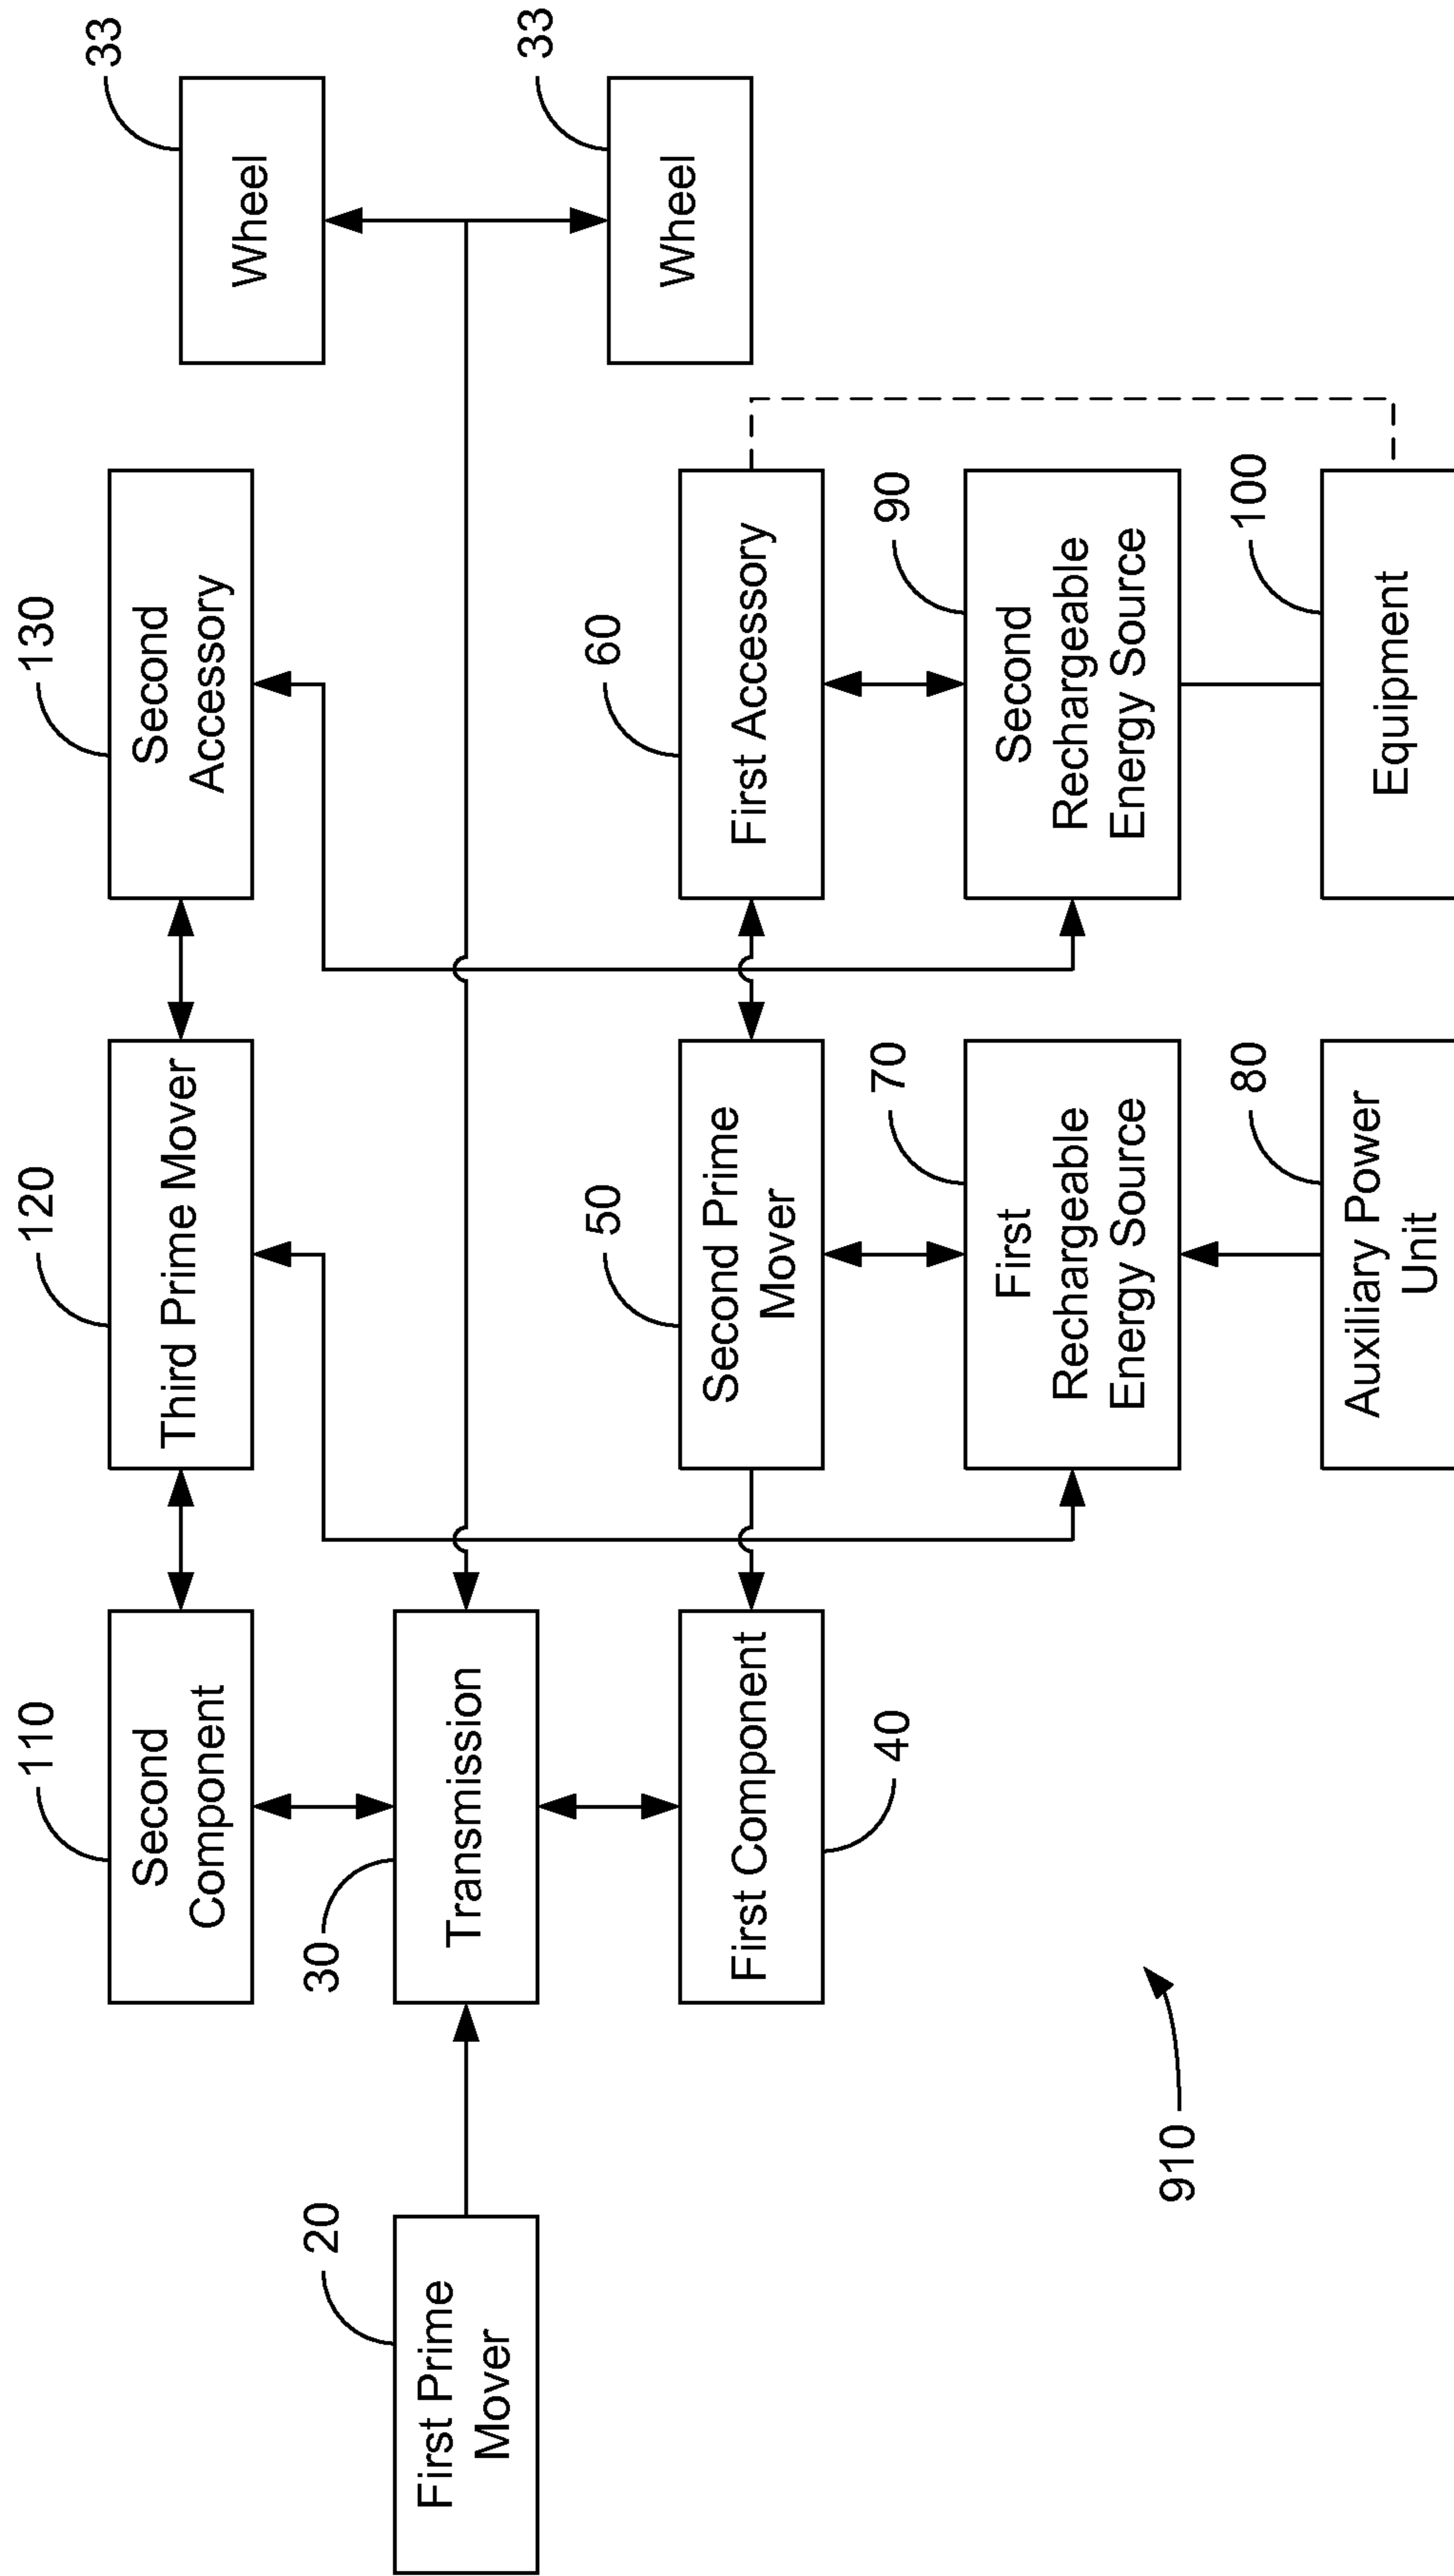 110
120
130
33
Second
Component
Third Prime Mover
Second
Accessory
Wheel
20
30
First Prime
Mover
Transmission
33
50
60
Wheel
First Component
Second Prime
Mover
First Accessory
40
70
90
First
Rechargeable
Energy Source
Second
Rechargeable
Energy Source
910
80
100
Auxiliary Power
Unit
Equipment